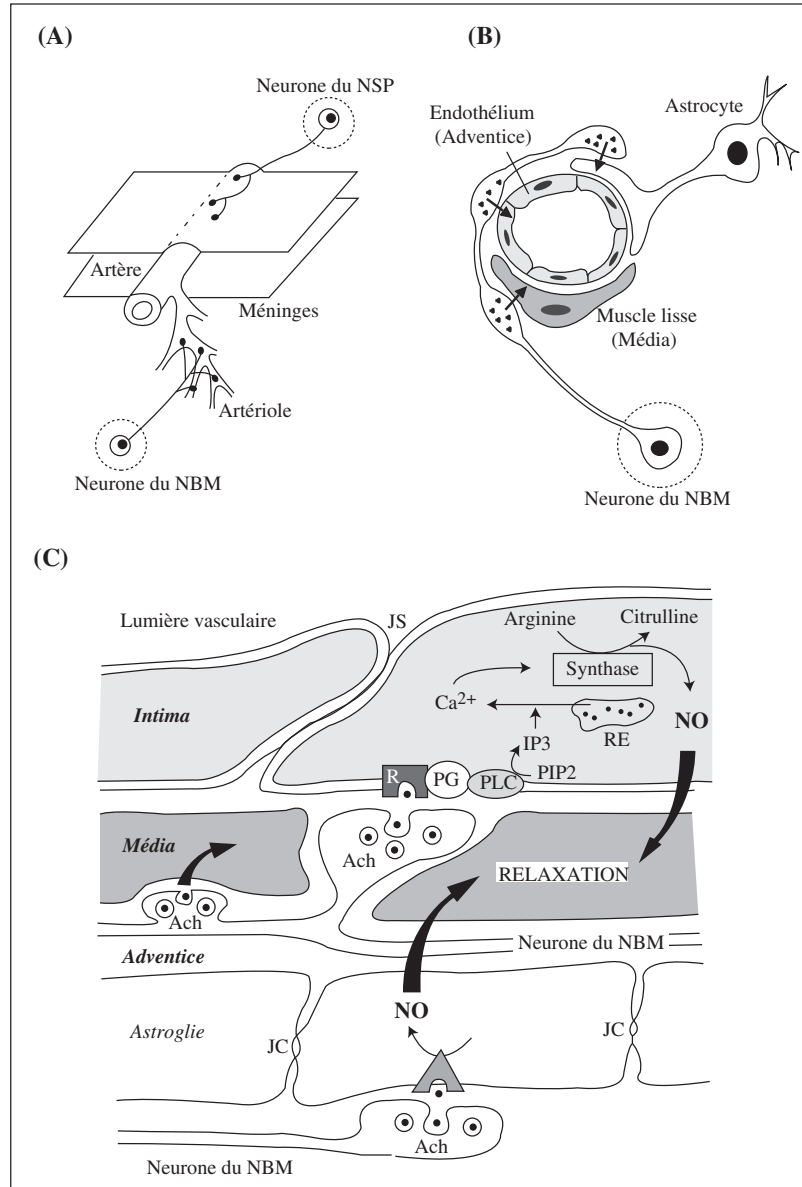 (A)
Neurone du NSP
Artère
Méninges
Artériole
Neurone du NBM
(B)
Astrocyte
Endothélium
(Adventice)
Muscle lisse
(Média)
Neurone du NBM
(C)
Lumière vasculaire
JS
Arginine
Citrulline
Synthase
Ca2+
Intima
NO
RE
IP3
R
PG
PLC
PIP2
Média
Ach
RELAXATION
Ach
Neurone du NBM
Adventice
NO
Astroglie
JC
JC
Ach
Neurone du NBM